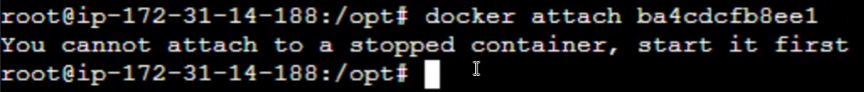 root@ip-172-31-14-188:/opt# docker attach ba4cdcfb8ee1
You cannot attach to a stopped container, start it first
root@ip-172-31-14-188:/opt#